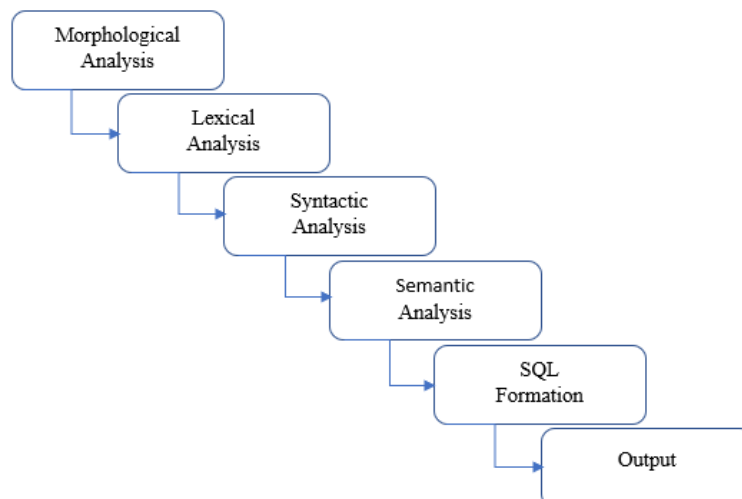 Morphological
Analysis
Lexical
Analysis
Syntactic
Analysis
Semantic
Analysis
SQL
Formation
Output